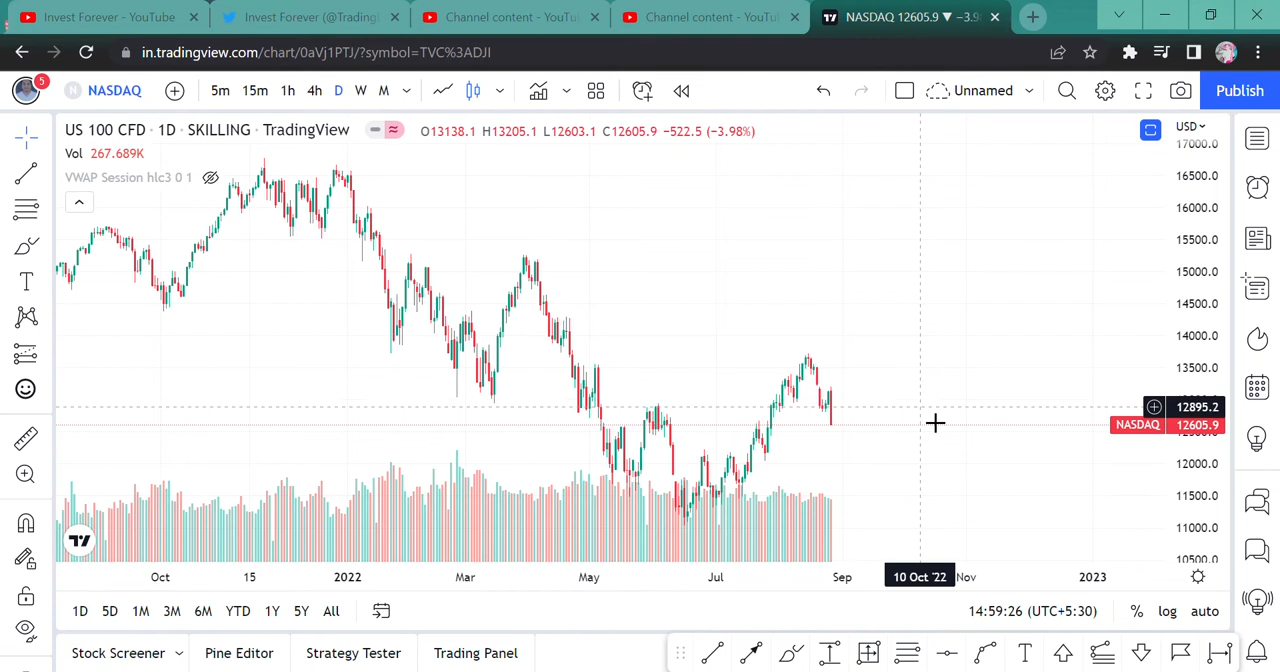 Invest Forever - YouTube
Invest Forever (@Trading
Channel content - YouTu
Channel content - YouTu
NASDAQ 12605.9 ▼ −3.9
in.tradingview.com/chart/0aVj1PTJ/?symbol=TVC%3ADJI
5 N NASDAQ 5m 15m 1h 4h D W M Unnamed Publish
US 100 CFD · 1D · SKILLING · TradingView O13138.1 H13205.1 L12603.1 C12605.9 −522.5 (−3.98%) USD
Vol 267.689K
VWAP Session hlc3 0 1
17000.0
16500.0
16000.0
15500.0
15000.0
14500.0
14000.0
13500.0
12895.2
NASDAQ 12605.9
12000.0
11500.0
11000.0
10500.0
Oct 15 2022 Mar May Jul Sep 10 Oct '22 Nov 2023
1D 5D 1M 3M 6M YTD 1Y 5Y All 14:59:26 (UTC+5:30) % log auto
Stock Screener Pine Editor Strategy Tester Trading Panel